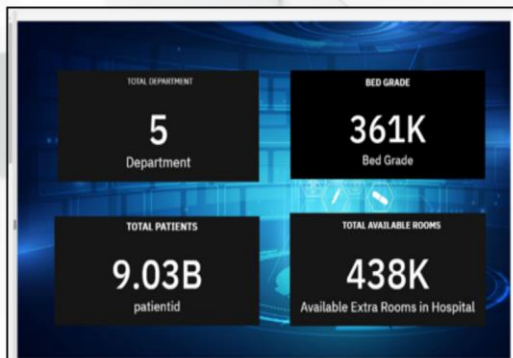 TOTAL DEPARTMENT
5
Department
BED GRADE
361K
Bed Grade
TOTAL PATIENTS
9.03B
patientid
TOTAL AVAILABLE ROOMS
438K
Available Extra Rooms in Hospital